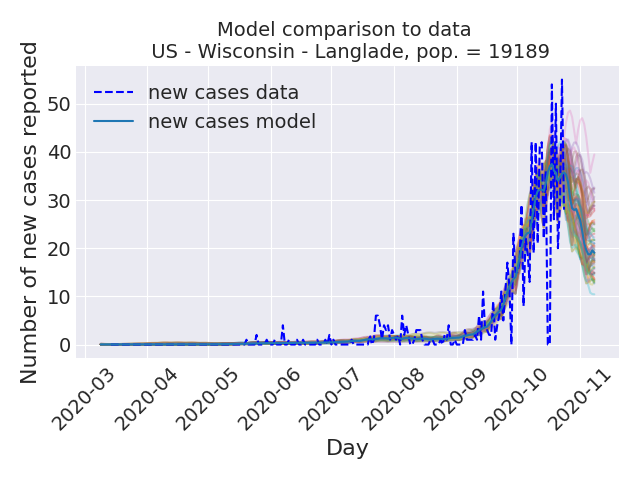 Model comparison to data
US - Wisconsin - Langlade, pop. = 19189
new cases data
new cases model
Number of new cases reported
50
40
30
20
10
0
2020-03
2020-04
2020-05
2020-06
2020-07
2020-08
2020-09
2020-10
2020-11
Day